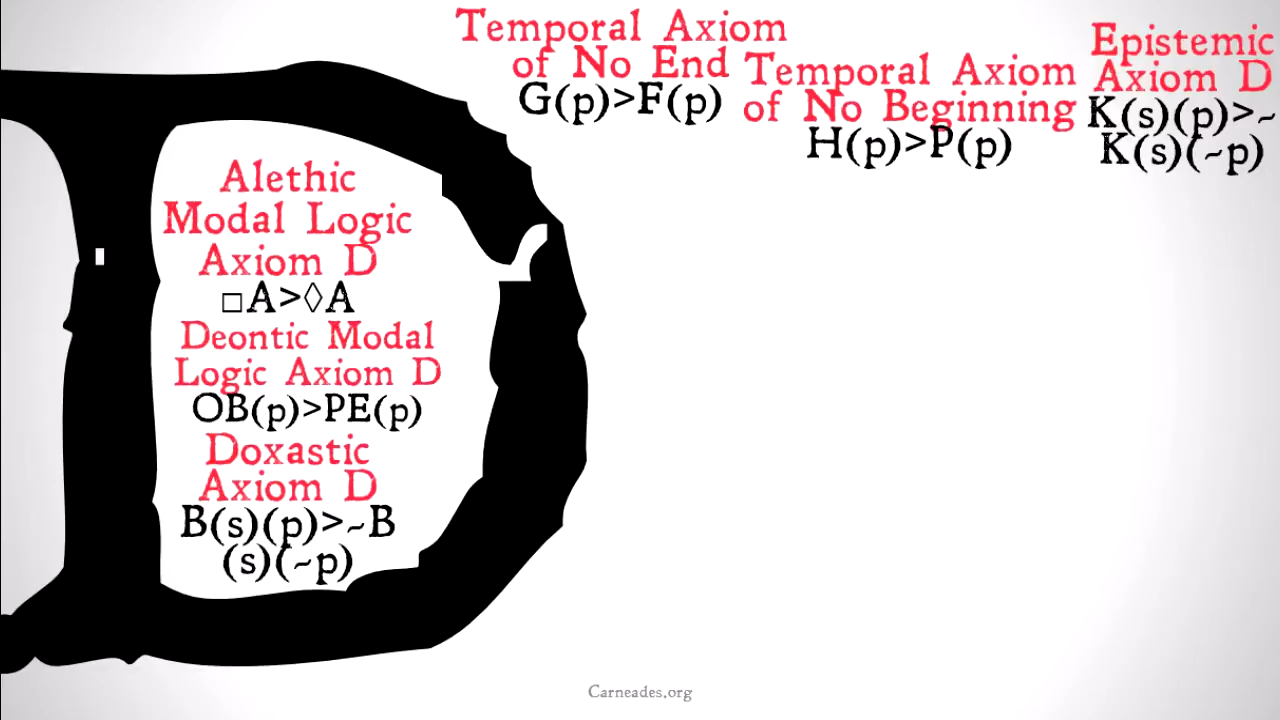 Temporal Axiom
of No End
G(p)>F(p)
Temporal Axiom
of No Beginning
H(p)>P(p)
Epistemic
Axiom D
K(s)(p)>~
K(s)(~p)
D
Alethic
Modal Logic
Axiom D
□A>◊A
Deontic Modal
Logic Axiom D
OB(p)>PE(p)
Doxastic
Axiom D
B(s)(p)>~B
(s)(~p)
Carneades.org